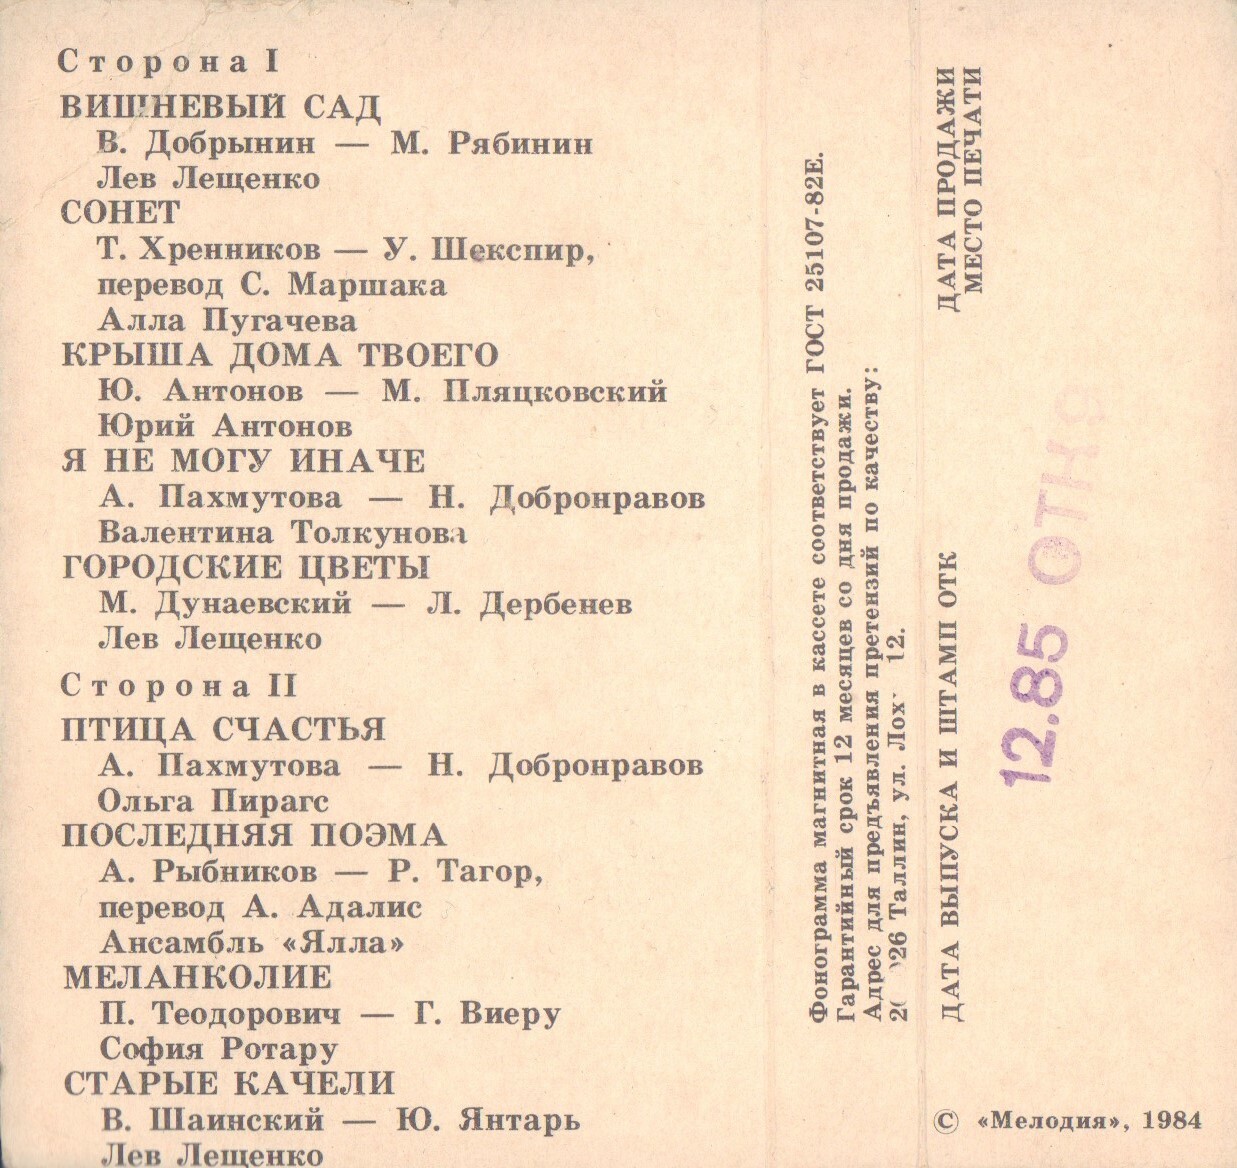 Сторона I
ВИШНЕВЫЙ САД
В. Добрынин — М. Рябинин
Лев Лещенко
СОНЕТ
Т. Хренников — У. Шекспир,
перевод С. Маршака
Алла Пугачева
КРЫША ДОМА ТВОЕГО
Ю. Антонов — М. Пляцковский
Юрий Антонов
Я НЕ МОГУ ИНАЧЕ
А. Пахмутова — Н. Добронравов
Валентина Толкунова
ГОРОДСКИЕ ЦВЕТЫ
М. Дунаевский — Л. Дербенев
Лев Лещенко
Сторона II
ПТИЦА СЧАСТЬЯ
А. Пахмутова — Н. Добронравов
Ольга Пирагс
ПОСЛЕДНЯЯ ПОЭМА
А. Рыбников — Р. Тагор,
перевод А. Адалис
Ансамбль «Ялла»
МЕЛАНКОЛИЕ
П. Теодорович — Г. Виеру
София Ротару
СТАРЫЕ КАЧЕЛИ
В. Шаинский — Ю. Янтарь
Лев Лещенко
Фонограмма магнитная в кассете соответствует ГОСТ 25107-82Е.
Гарантийный срок 12 месяцев со дня продажи.
Адрес для предъявления претензий по качеству:
Таллин, ул. 12.
ДАТА ВЫПУСКА И ШТАМП ОТК
ДАТА ПРОДАЖИ
МЕСТО ПЕЧАТИ
12.85 ОТК 9
© «Мелодия», 1984